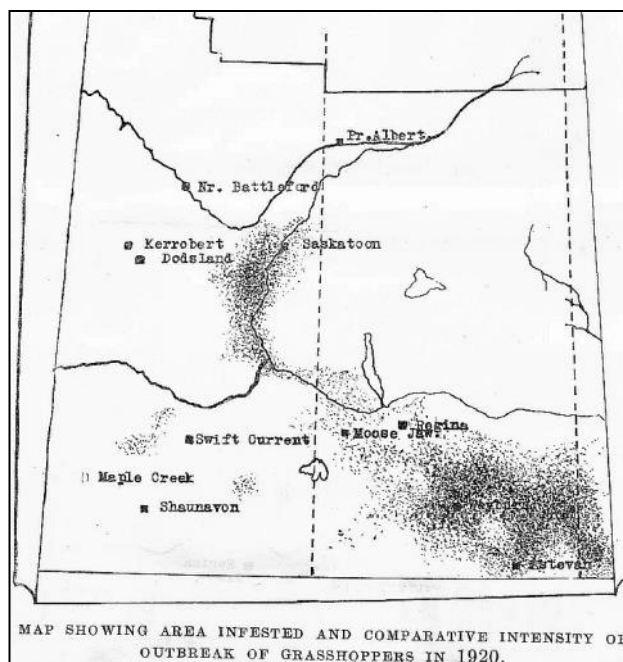 Pr.Albert.
Nr. Battleford
Kerrobert
Saskatoon
Dodsland
Regina
Swift Current
Moose Jaw.
Maple Creek
Weyburn
Shaunavon
Estevan
MAP SHOWING AREA INFESTED AND COMPARATIVE INTENSITY OF
OUTBREAK OF GRASSHOPPERS IN 1920.